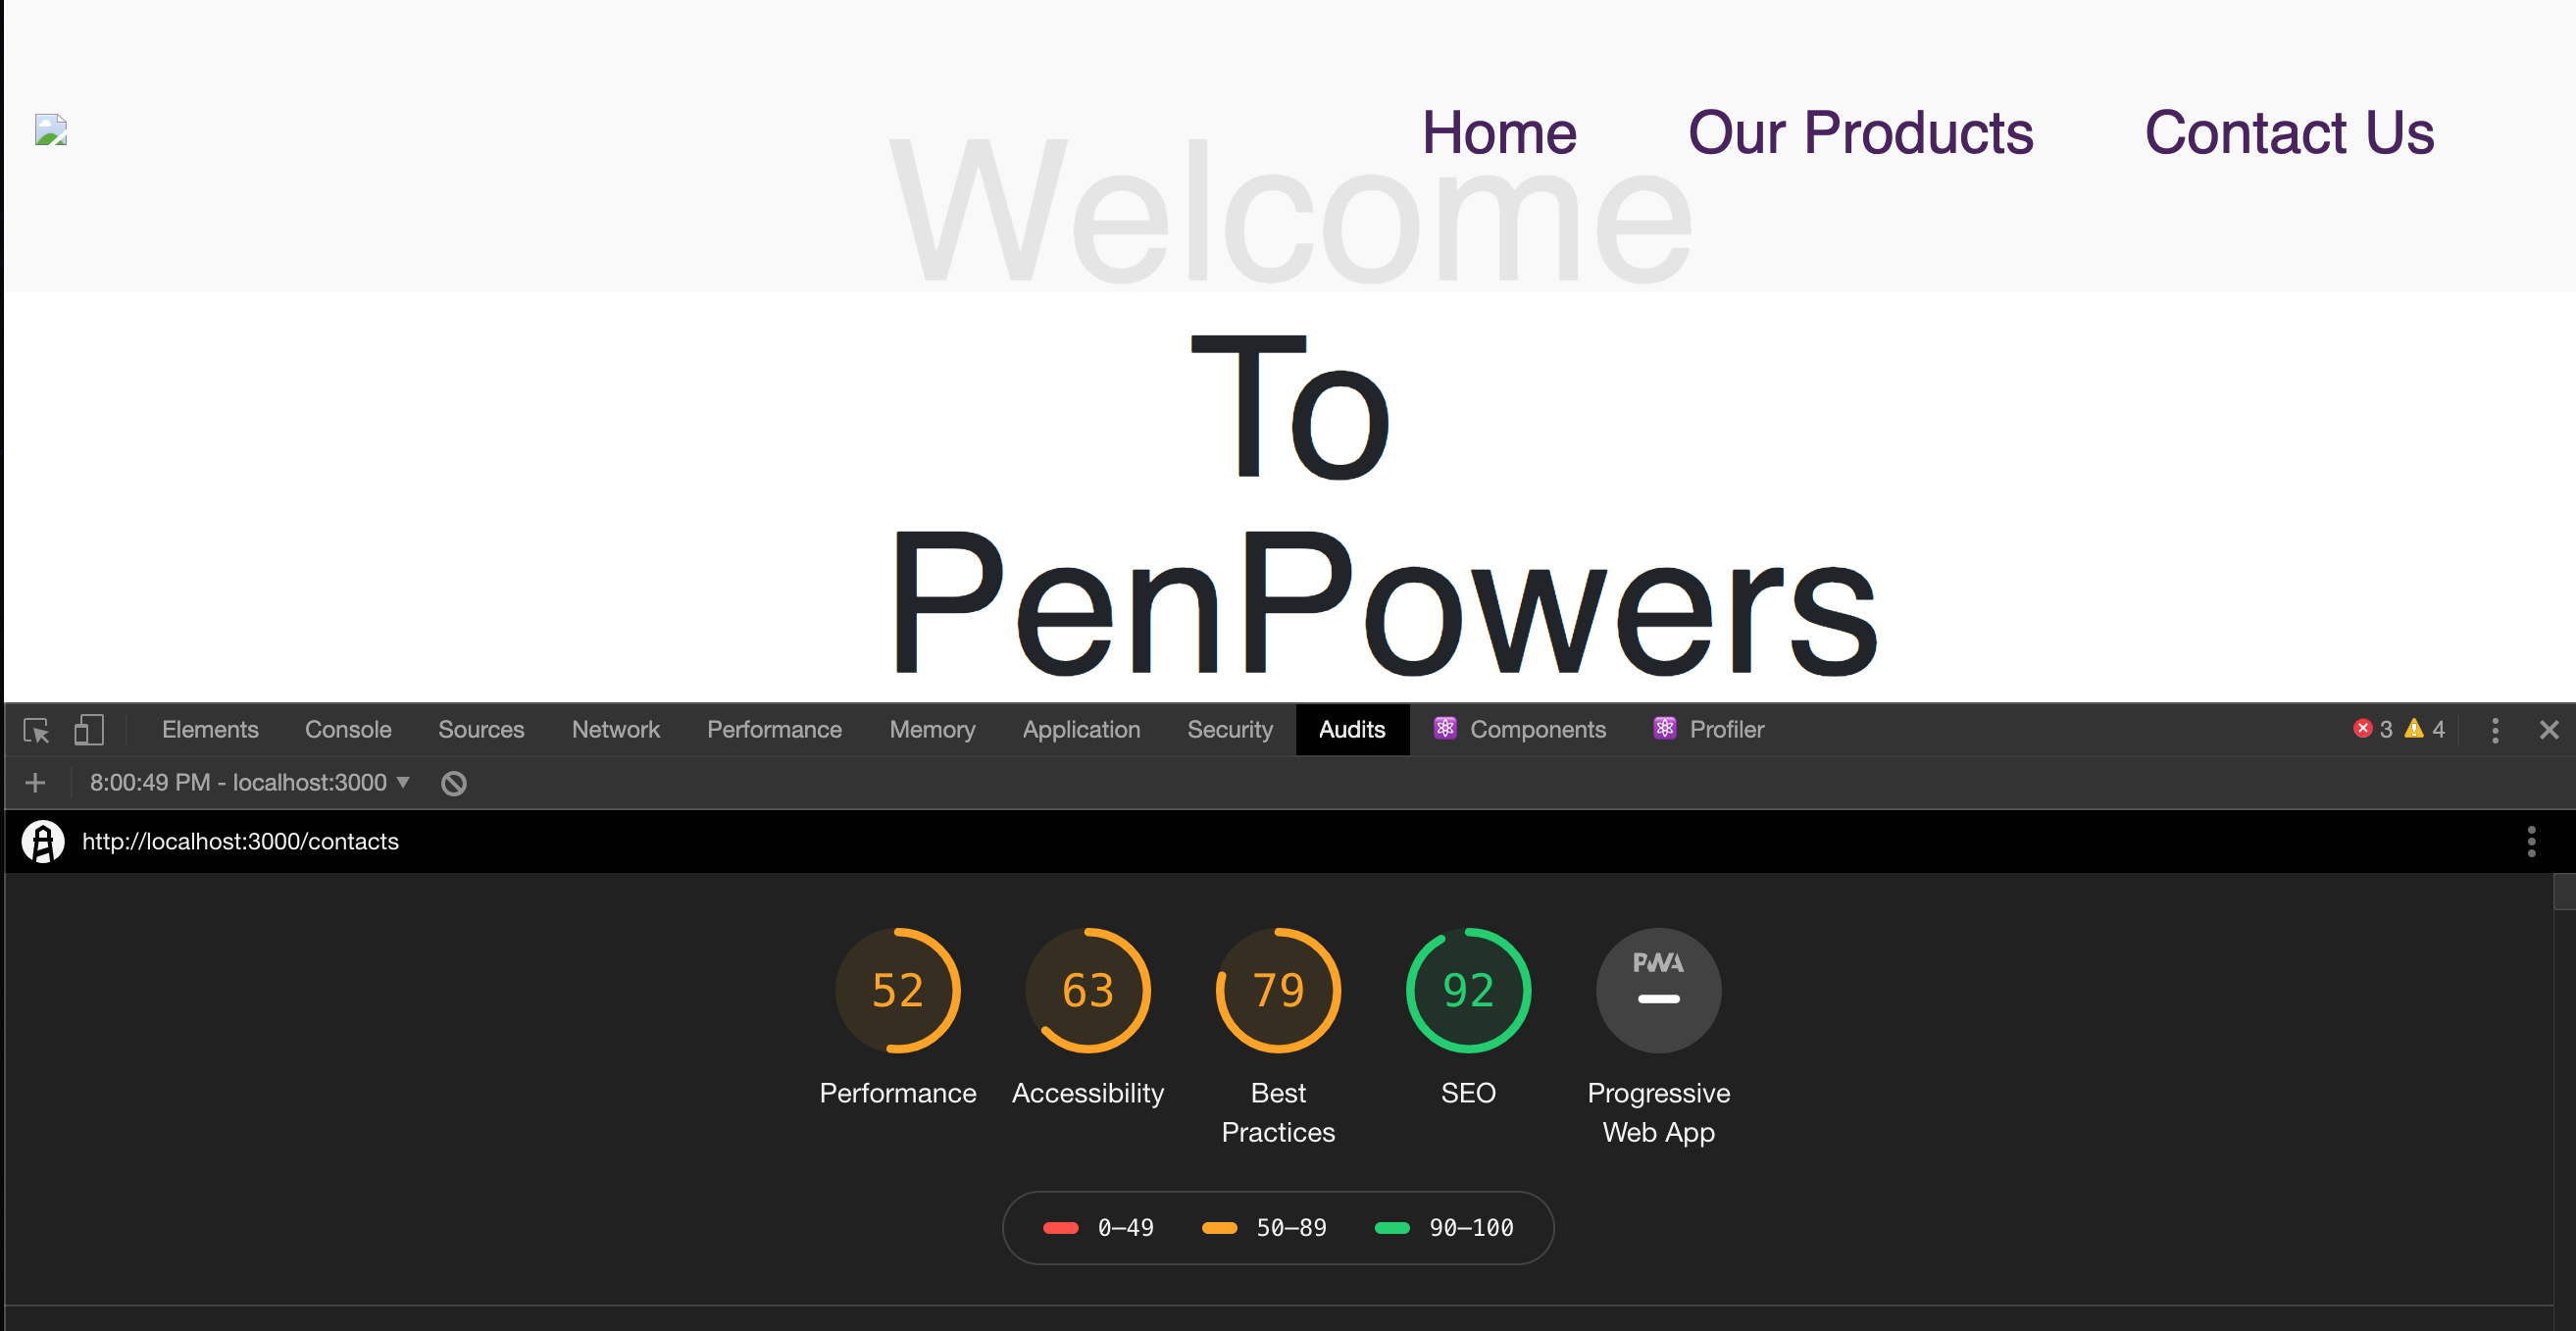 Home Our Products Contact Us
Welcome
To
PenPowers
Elements Console Sources Network Performance Memory Application Security Audits Components Profiler 3 4
8:00:49 PM - localhost:3000
http://localhost:3000/contacts
52 63 79 92 PWA
Performance Accessibility Best Practices SEO Progressive Web App
0–49 50–89 90–100